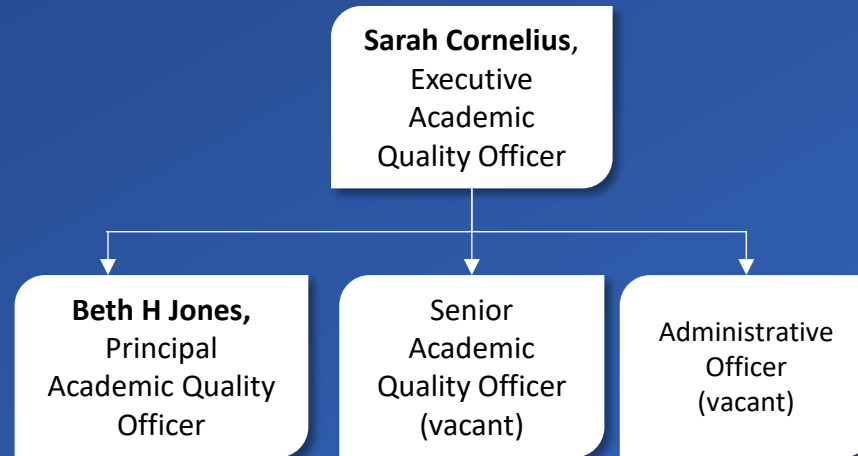 Sarah Cornelius,
Executive
Academic
Quality Officer
Beth H Jones,
Principal
Academic Quality
Officer
Senior
Academic
Quality Officer
(vacant)
Administrative
Officer
(vacant)